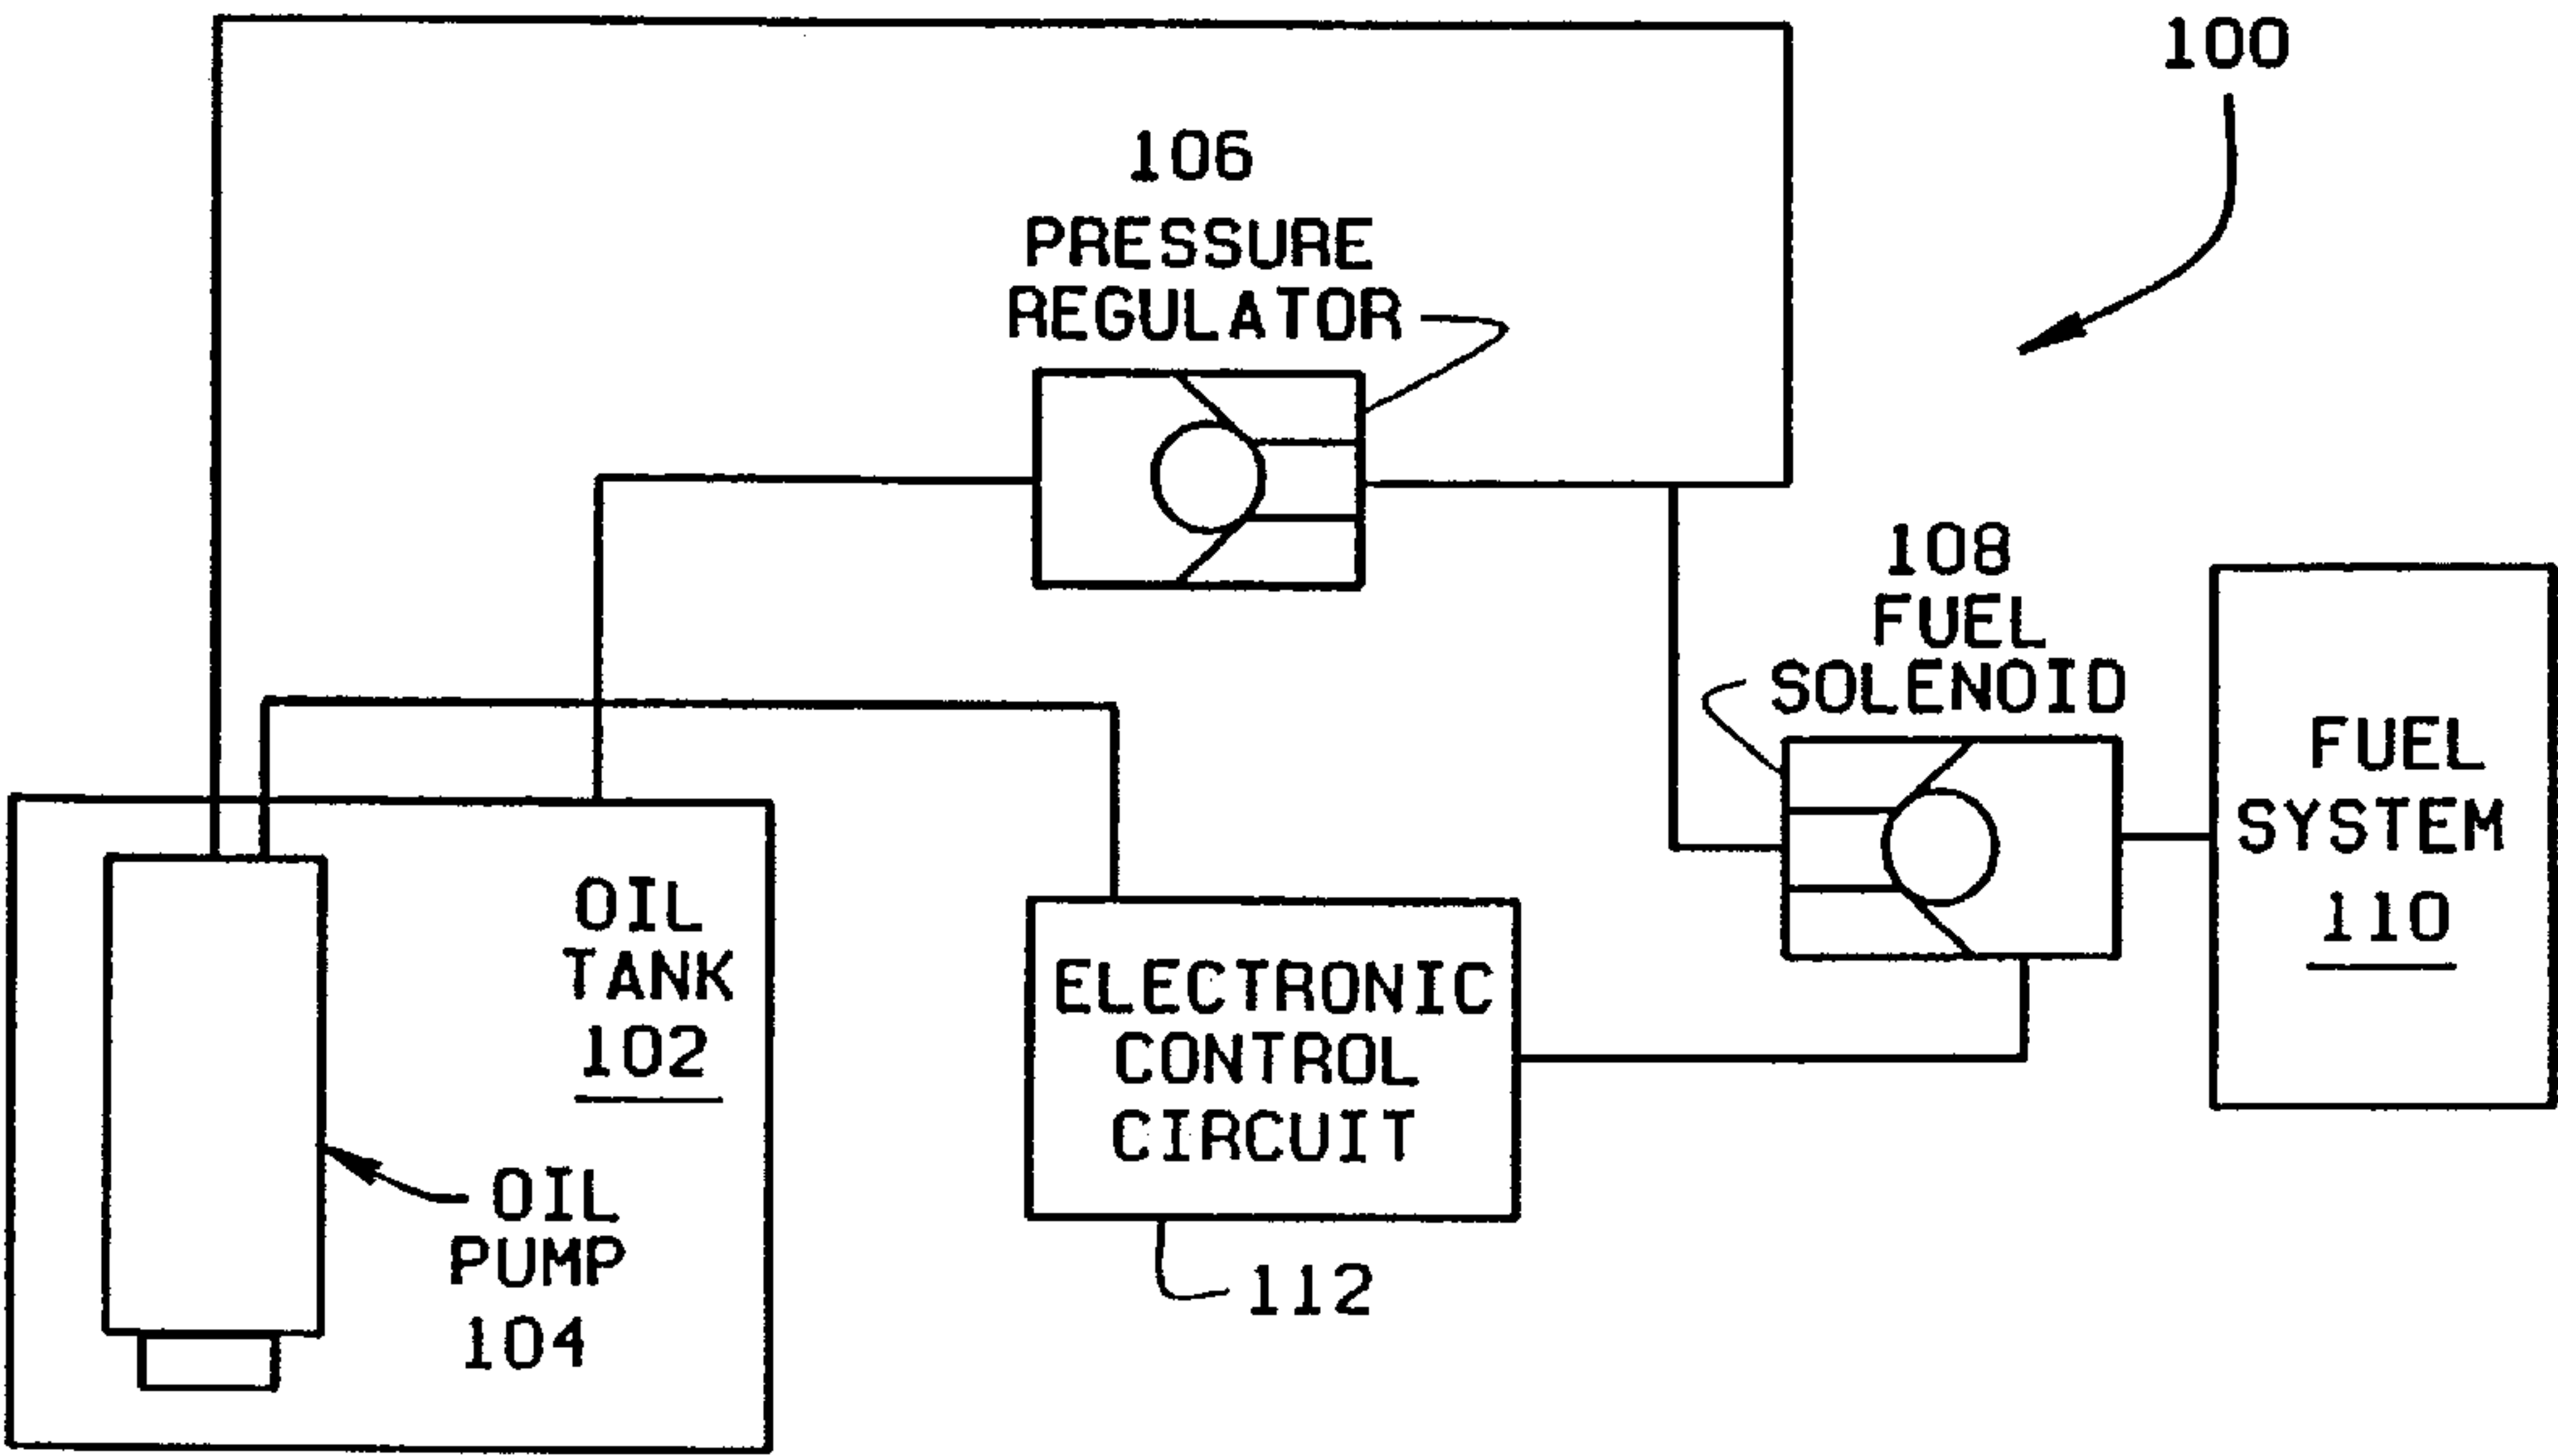 100
106
PRESSURE
REGULATOR
108
FUEL
SOLENOID
FUEL
SYSTEM
110
OIL
TANK
102
ELECTRONIC
CONTROL
CIRCUIT
OIL
PUMP
104
112